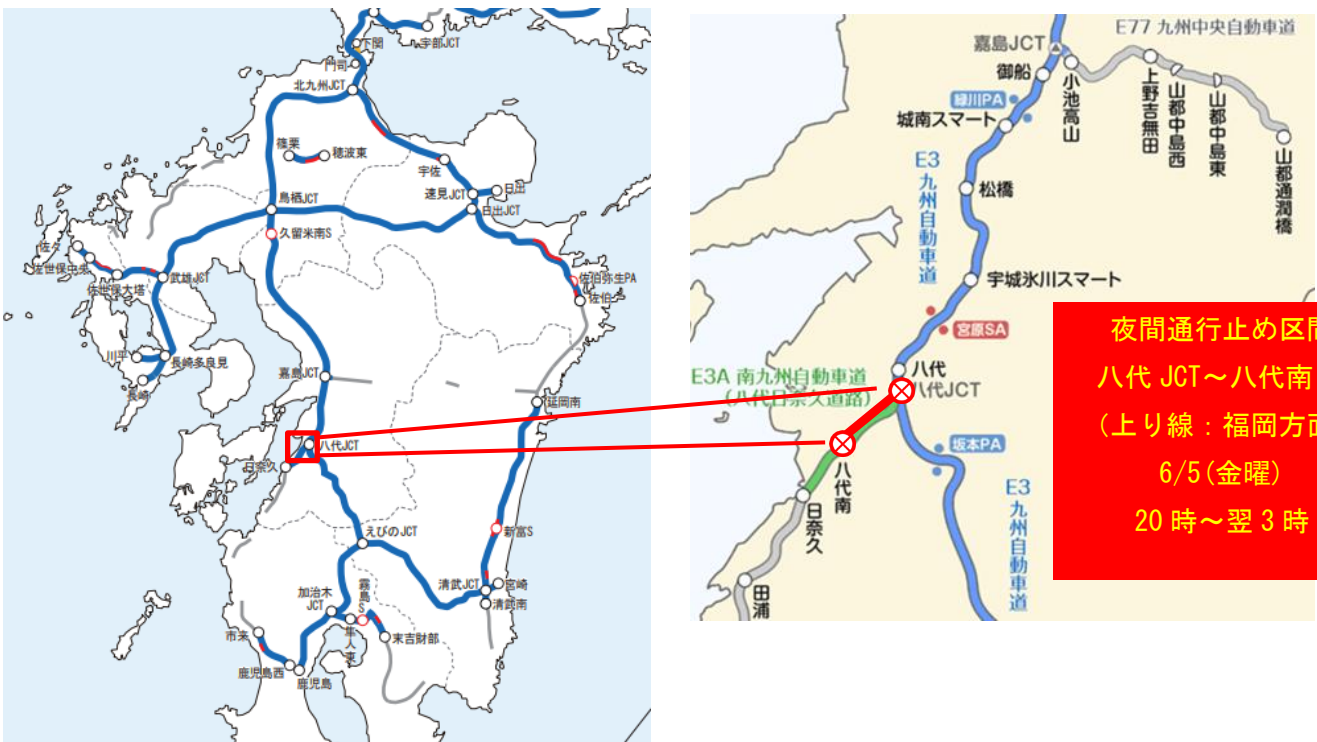 下関
宇部JCT
門司
北九州JCT
篠栗
穂波東
宇佐
速見JCT
日出
鳥栖JCT
日出JCT
久留米南S
佐々
佐世保中央
佐世保大塔
武雄JCT
佐伯弥生PA
佐伯
川平
長崎多良見
長崎
嘉島JCT
延岡南
八代JCT
日奈久
えびのJCT
新富S
加治木
JCT
霧島S
清武JCT
宮崎
清武南
市来
隼人東
末吉財部
鹿児島西
鹿児島
E77 九州中央自動車道
嘉島JCT
御船
小池高山
上野吉無田
山都中島西
山都中島東
山都通潤橋
緑川PA
城南スマート
E3
九州自動車道
松橋
宇城氷川スマート
宮原SA
八代
八代JCT
E3A 南九州自動車道
(八代日奈久道路)
坂本PA
八代南
日奈久
田浦
E3
九州自動車道
夜間通行止め区間
八代 JCT～八代南
(上り線：福岡方面
6/5(金曜)
20 時～翌 3 時